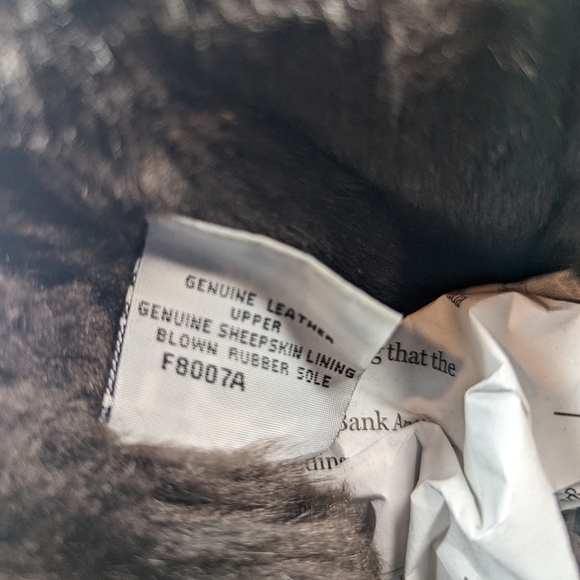 GENUINE LEATHER
UPPER
GENUINE SHEEPSKIN LINING
BLOWN RUBBER SOLE
F8007A
that the
Bank